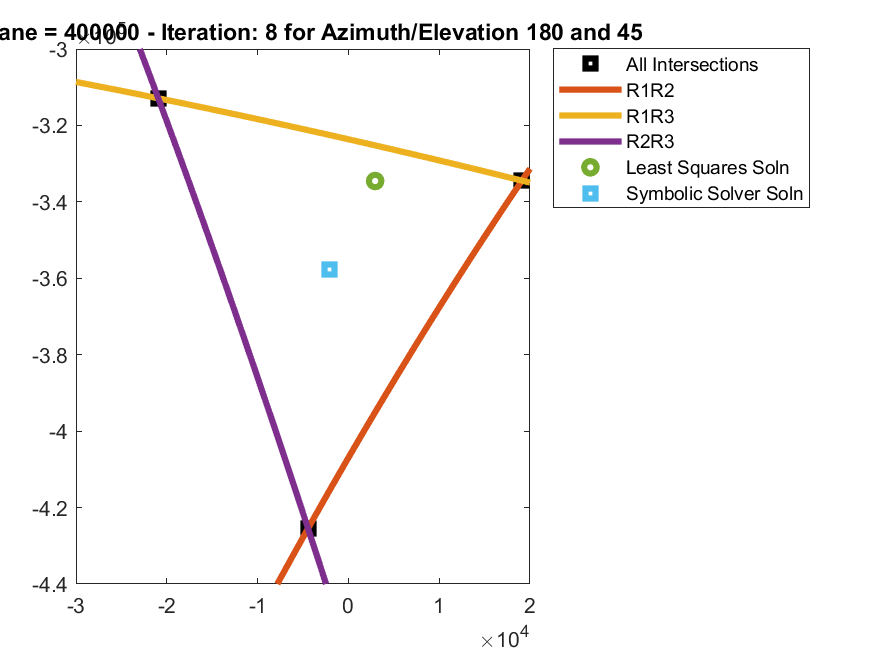 ane = 400000 - Iteration: 8 for Azimuth/Elevation 180 and 45
×10⁵
-3
-3.2
-3.4
-3.6
-3.8
-4
-4.2
-4.4
-3 -2 -1 0 1 2
×10⁴
All Intersections
R1R2
R1R3
R2R3
Least Squares Soln
Symbolic Solver Soln